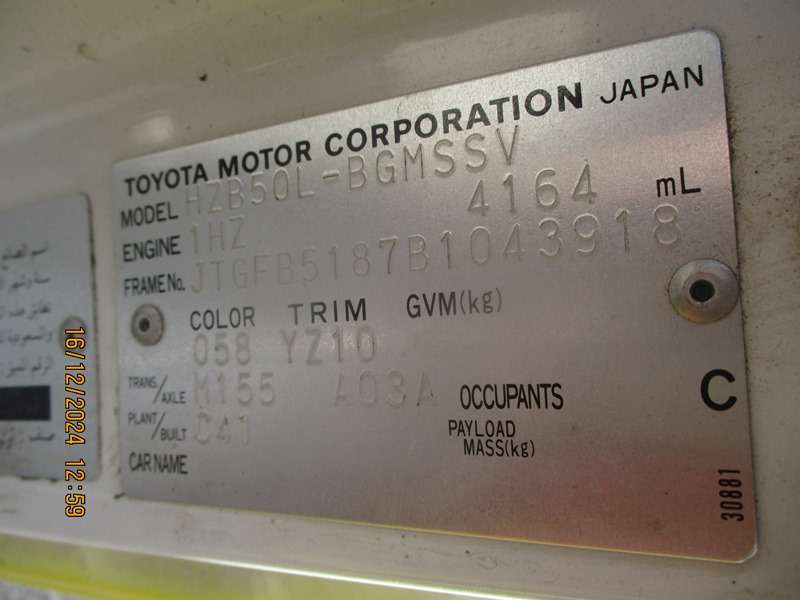 TOYOTA MOTOR CORPORATION JAPAN
MODEL HZB50L-BGMSSV
ENGINE 1HZ 4164 mL
FRAME No. JTGFB5187B1043918
COLOR TRIM GVM(kg)
058 YZ10
TRANS/AXLE M155 A03A OCCUPANTS C
PLANT/BUILT C41 PAYLOAD MASS(kg)
CAR NAME
30881
اسم الصانع
16/12/2024 12:59